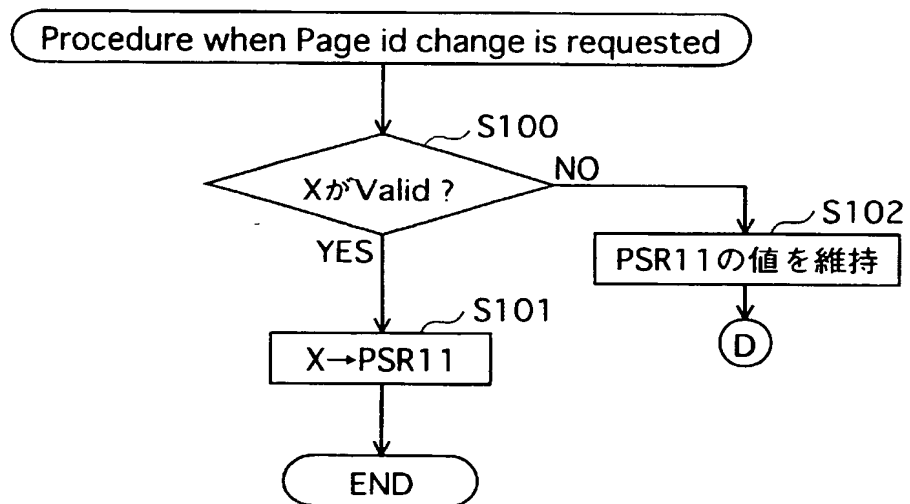 Procedure when Page id change is requested
S100
XがValid ?
NO
YES
S102
PSR11の値を維持
S101
X→PSR11
D
END